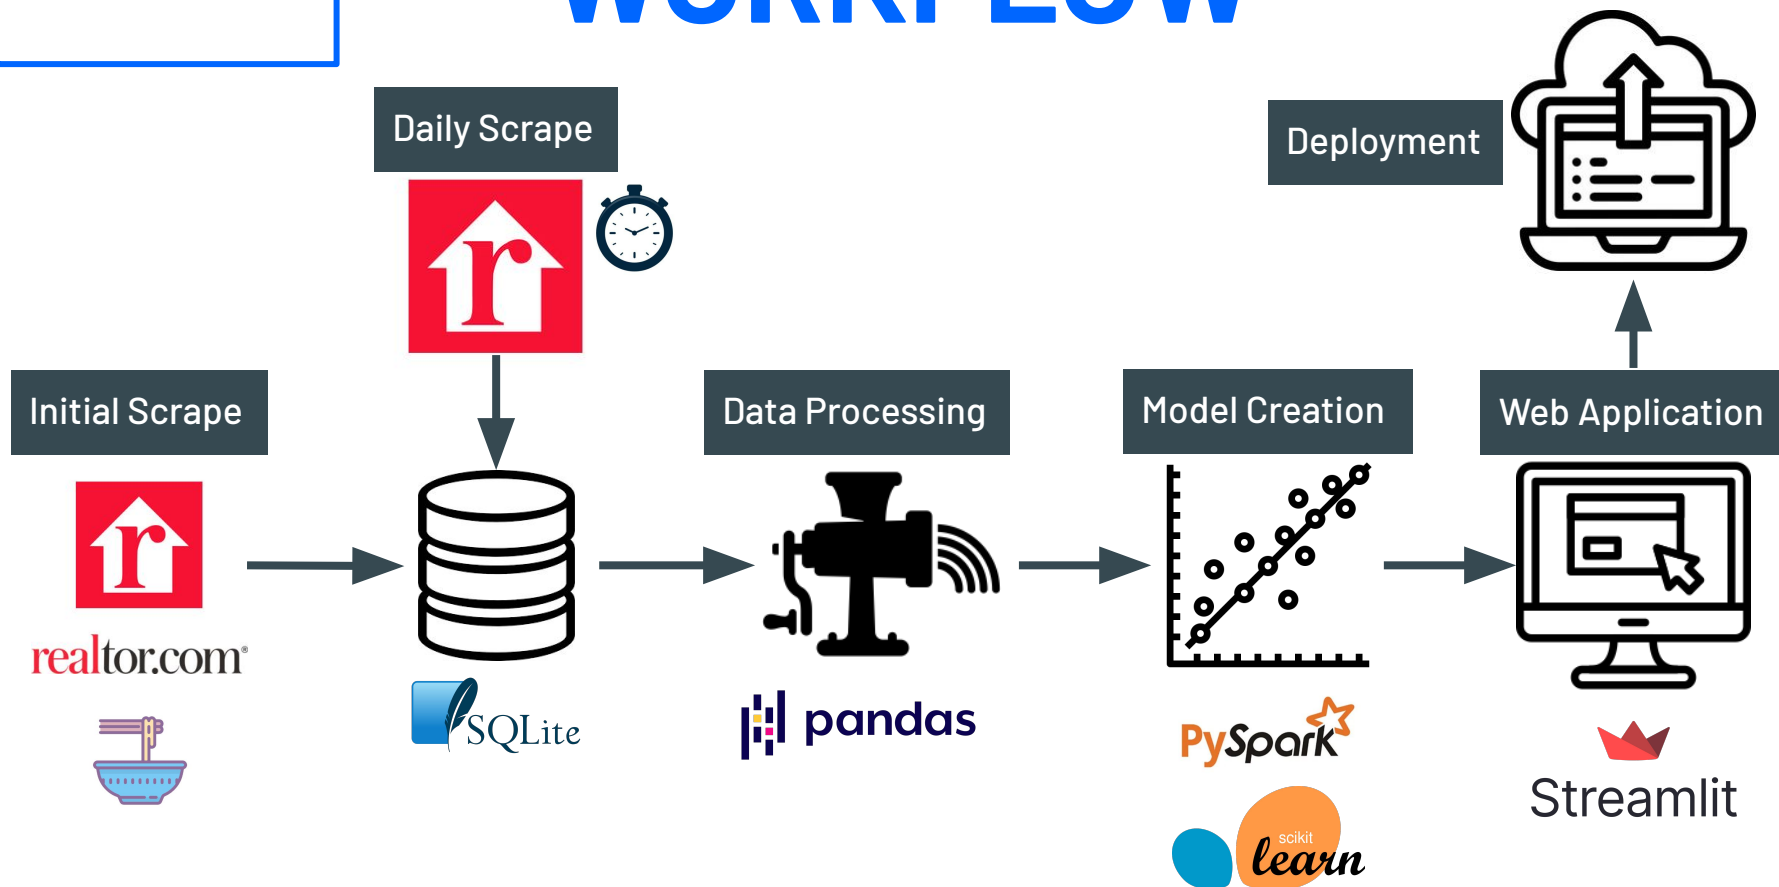 WORKFLOW
Daily Scrape
Deployment
r
Initial Scrape
Data Processing
Model Creation
Web Application
r
realtor.com®
SQLite
pandas
PySpark
Streamlit
scikit
learn